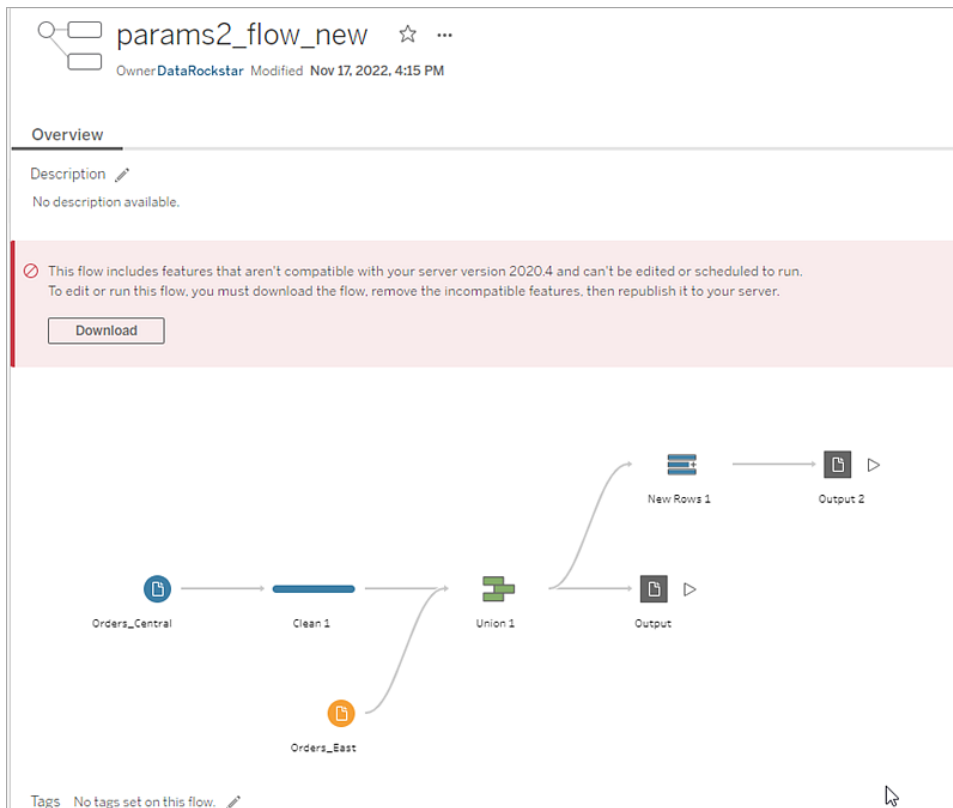 params2_flow_new
OwnerDataRockstar Modified Nov 17, 2022, 4:15 PM
Overview
Description
No description available.
This flow includes features that aren't compatible with your server version 2020.4 and can't be edited or scheduled to run.
To edit or run this flow, you must download the flow, remove the incompatible features, then republish it to your server.
Download
New Rows 1
Output 2
Orders_Central
Clean 1
Union 1
Output
Orders_East
Tags No tags set on this flow.